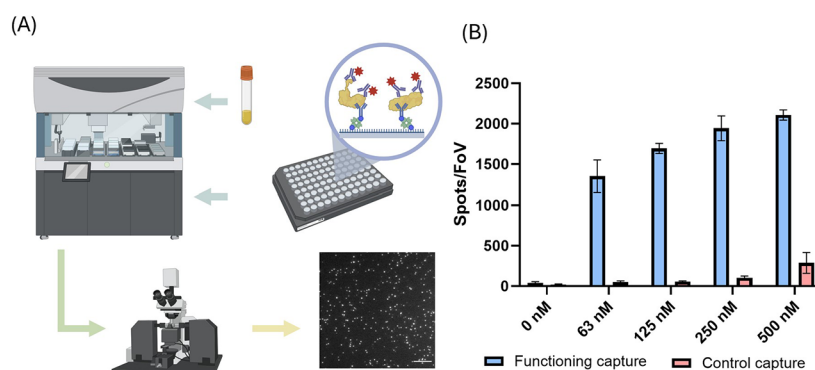 (A)
(B)
2500
2000
1500
1000
500
0
Spots/FoV
0 nM
63 nM
125 nM
250 nM
500 nM
Functioning capture
Control capture